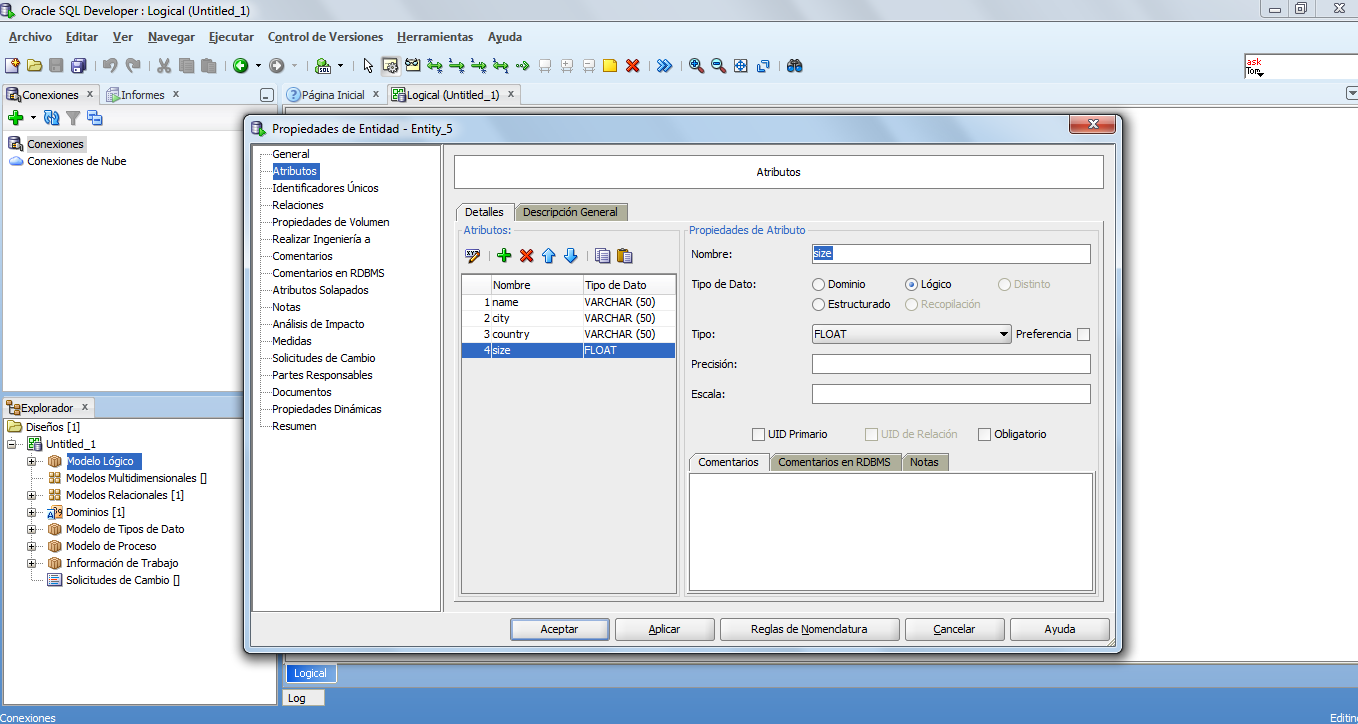 Oracle SQL Developer : Logical (Untitled_1)
Archivo Editar Ver Navegar Ejecutar Control de Versiones Herramientas Ayuda
SQL
ask
Tom
Conexiones x Informes x
Página Inicial x Logical (Untitled_1) x
Conexiones
Conexiones de Nube
Explorador x
Diseños [1]
Untitled_1
Modelo Lógico
Modelos Multidimensionales []
Modelos Relacionales [1]
Dominios [1]
Modelo de Tipos de Dato
Modelo de Proceso
Información de Trabajo
Solicitudes de Cambio []
Propiedades de Entidad - Entity_5
General
Atributos
Identificadores Únicos
Relaciones
Propiedades de Volumen
Realizar Ingeniería a
Comentarios
Comentarios en RDBMS
Atributos Solapados
Notas
Análisis de Impacto
Medidas
Solicitudes de Cambio
Partes Responsables
Documentos
Propiedades Dinámicas
Resumen
Atributos
Detalles Descripción General
Atributos:
Nombre Tipo de Dato
1 name VARCHAR (50)
2 city VARCHAR (50)
3 country VARCHAR (50)
4 size FLOAT
Propiedades de Atributo
Nombre: size
Tipo de Dato: Dominio Lógico Distinto
Estructurado Recopilación
Tipo: FLOAT Preferencia
Precisión:
Escala:
UID Primario UID de Relación Obligatorio
Comentarios Comentarios en RDBMS Notas
Aceptar Aplicar Reglas de Nomenclatura Cancelar Ayuda
Logical
Log
Conexiones Editin